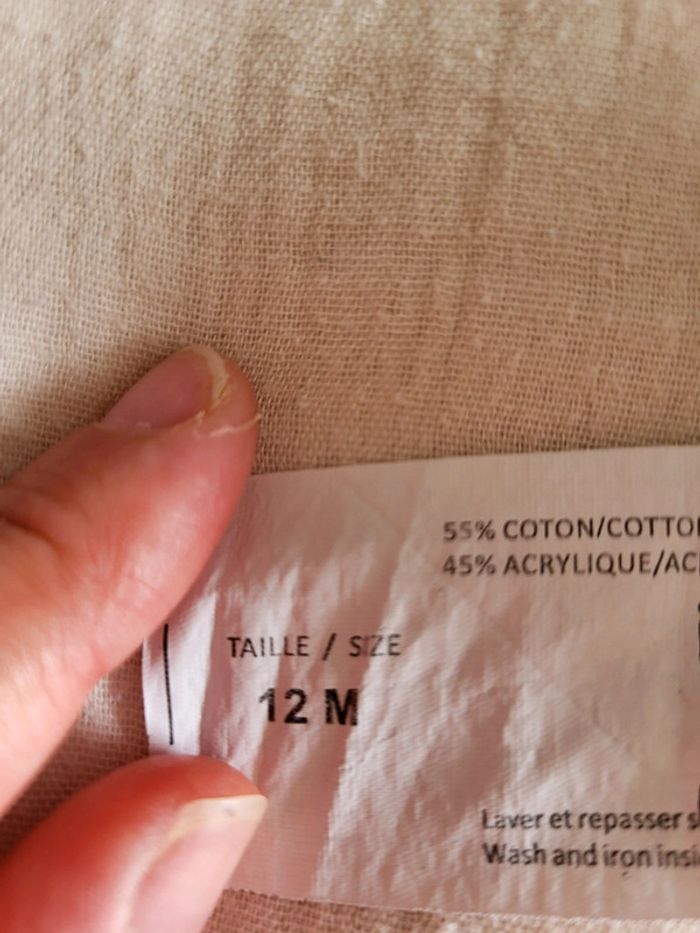 55% COTON/COTTO
45% ACRYLIQUE/AC
TAILLE / SIZE
12 M
Laver et repasser s
Wash and iron insi